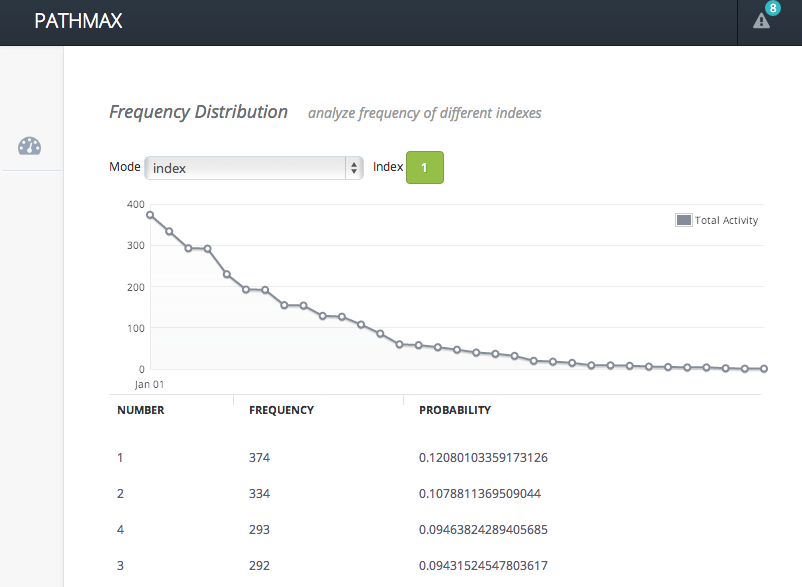 PATHMAX
8
Frequency Distribution analyze frequency of different indexes
Mode index Index 1
400
Total Activity
300
200
100
0
Jan 01
NUMBER FREQUENCY PROBABILITY
1 374 0.12080103359173126
2 334 0.1078811369509044
4 293 0.09463824289405685
3 292 0.09431524547803617